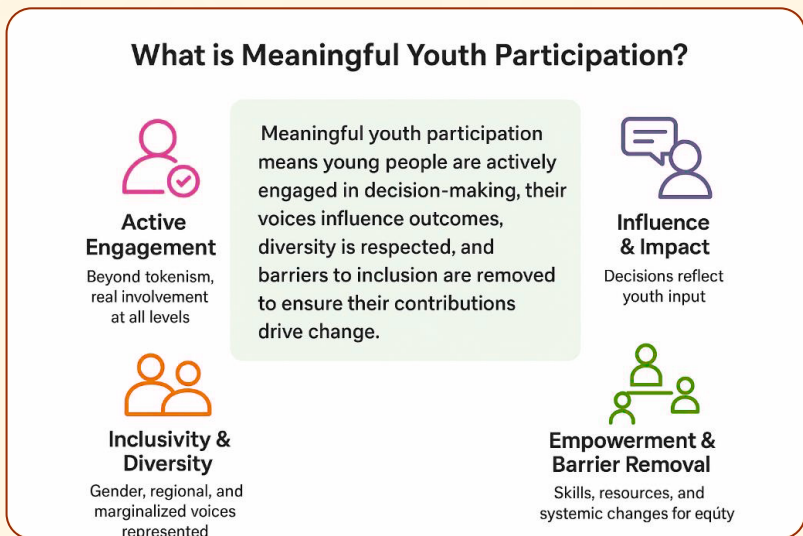 What is Meaningful Youth Participation?
Active
Engagement
Beyond tokenism,
real involvement
at all levels
Meaningful youth participation
means young people are actively
engaged in decision-making, their
voices influence outcomes,
diversity is respected, and
barriers to inclusion are removed
to ensure their contributions
drive change.
Influence
& Impact
Decisions reflect
youth input
Inclusivity &
Diversity
Gender, regional, and
marginalized voices
represented
Empowerment &
Barrier Removal
Skills, resources, and
systemic changes for eqúty